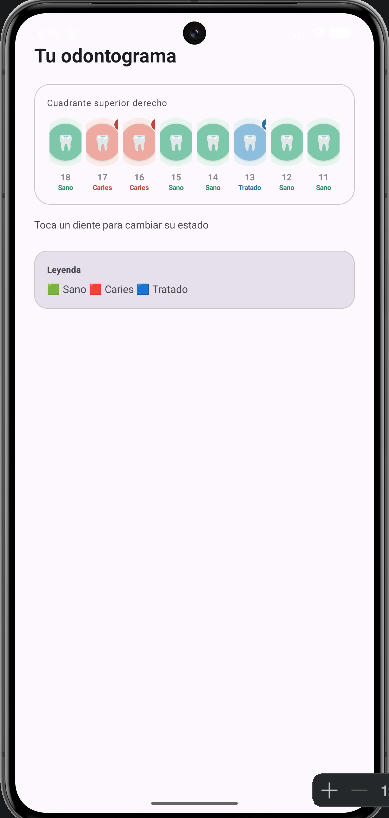 Tu odontograma
Cuadrante superior derecho
18 17 16 15 14 13 12 11
Sano Caries Caries Sano Sano Tratado Sano Sano
Toca un diente para cambiar su estado
Leyenda
Sano Caries Tratado